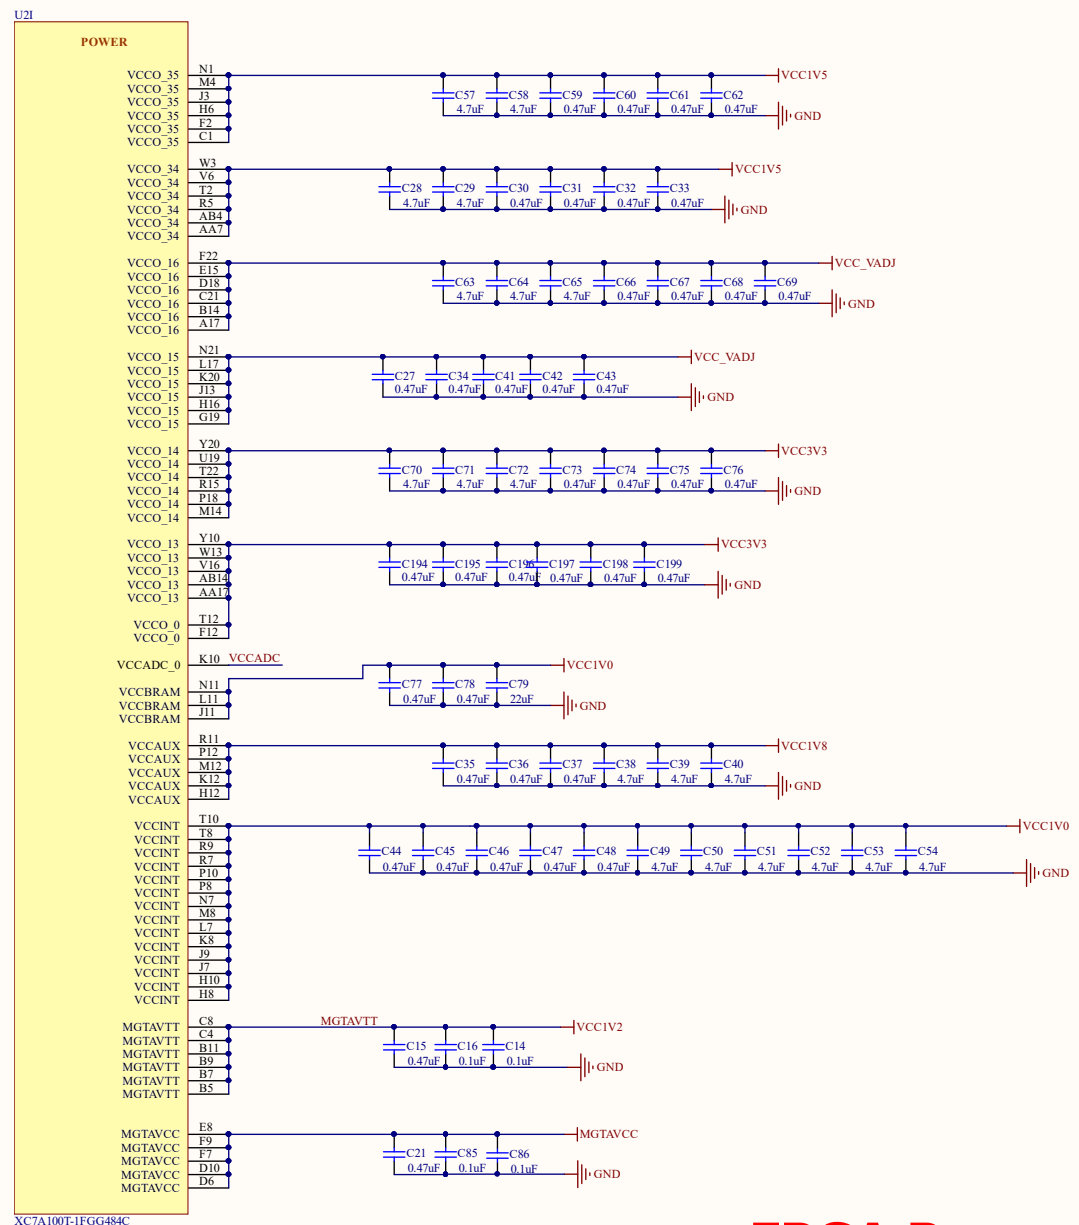 U2I
POWER
VCCO_35 N1 VCC1V5
VCCO_35 M4
VCCO_35 J3 C57 C58 C59 C60 C61 C62
VCCO_35 H6 4.7uF 4.7uF 0.47uF 0.47uF 0.47uF 0.47uF GND
VCCO_35 F2
VCCO_35 C1
VCCO_34 W3 VCC1V5
VCCO_34 V6 C28 C29 C30 C31 C32 C33
VCCO_34 T2 4.7uF 4.7uF 0.47uF 0.47uF 0.47uF 0.47uF
VCCO_34 R5 GND
VCCO_34 AB4
VCCO_34 AA7
VCCO_16 F22 VCC_VADJ
VCCO_16 E15 C63 C64 C65 C66 C67 C68 C69
VCCO_16 D18 4.7uF 4.7uF 4.7uF 0.47uF 0.47uF 0.47uF 0.47uF
VCCO_16 C21 GND
VCCO_16 B14
VCCO_16 A17
VCCO_15 N21 VCC_VADJ
VCCO_15 L17 C27 C34 C41 C42 C43
VCCO_15 K20 0.47uF 0.47uF 0.47uF 0.47uF 0.47uF
VCCO_15 J13 GND
VCCO_15 H16
VCCO_15 G19
VCCO_14 Y20 VCC3V3
VCCO_14 U19 C70 C71 C72 C73 C74 C75 C76
VCCO_14 T22 4.7uF 4.7uF 4.7uF 0.47uF 0.47uF 0.47uF 0.47uF
VCCO_14 R15 GND
VCCO_14 P18
VCCO_14 M14
VCCO_13 Y10 VCC3V3
VCCO_13 W13 C194 C195 C196 C197 C198 C199
VCCO_13 V16 0.47uF 0.47uF 0.47uF 0.47uF 0.47uF 0.47uF
VCCO_13 AB14 GND
VCCO_13 AA17
VCCO_0 T12
VCCO_0 F12
VCCADC_0 K10 VCCADC VCC1V0
VCCBRAM N11 C77 C78 C79
VCCBRAM L11 0.47uF 0.47uF 22uF GND
VCCBRAM J11
VCCAUX R11 VCC1V8
VCCAUX P12 C35 C36 C37 C38 C39 C40
VCCAUX M12 0.47uF 0.47uF 0.47uF 4.7uF 4.7uF 4.7uF
VCCAUX K12 GND
VCCAUX H12
VCCINT T10 VCC1V0
VCCINT T8
VCCINT R9 C44 C45 C46 C47 C48 C49 C50 C51 C52 C53 C54
VCCINT R7 0.47uF 0.47uF 0.47uF 0.47uF 0.47uF 4.7uF 4.7uF 4.7uF 4.7uF 4.7uF 4.7uF GND
VCCINT P10
VCCINT P8
VCCINT N7
VCCINT M8
VCCINT L7
VCCINT K8
VCCINT J9
VCCINT J7
VCCINT H10
VCCINT H8
MGTAVTT C8 MGTAVTT VCC1V2
MGTAVTT C4 C15 C16 C14
MGTAVTT B11 0.47uF 0.1uF 0.1uF
MGTAVTT B9 GND
MGTAVTT B7
MGTAVTT B5
MGTAVCC E8 MGTAVCC
MGTAVCC F9 C21 C85 C86
MGTAVCC F7 0.47uF 0.1uF 0.1uF
MGTAVCC D10 GND
MGTAVCC D6
XC7A100T-1FGG484C